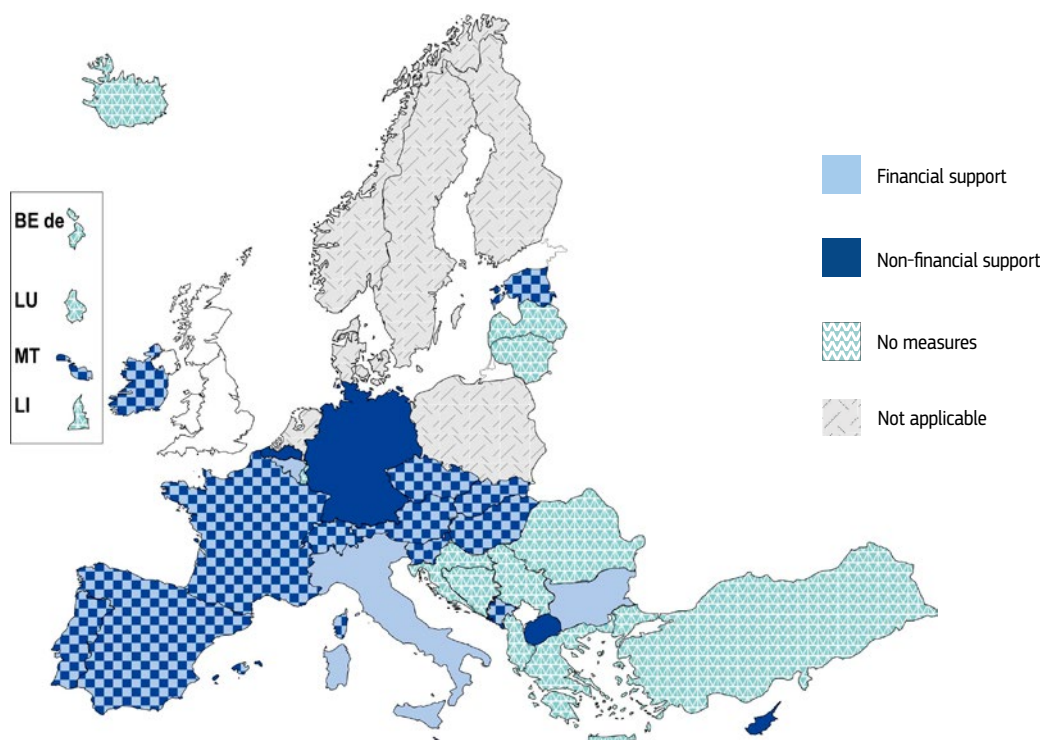 BE de
LU
MT
LI
Financial support
Non-financial support
No measures
Not applicable